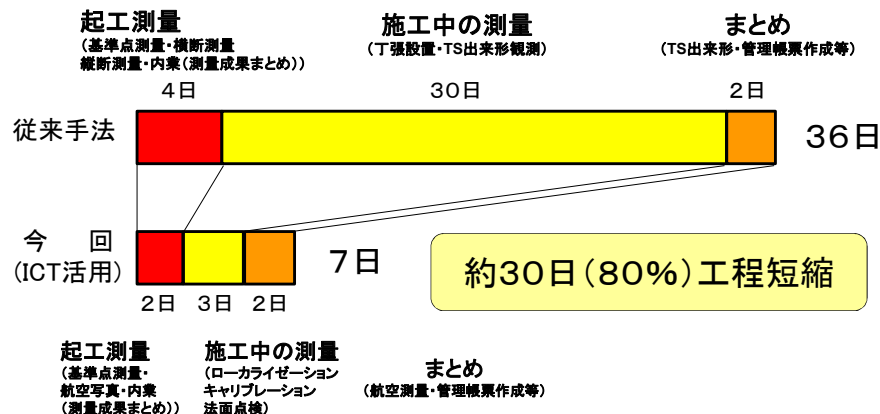 起工測量
(基準点測量・横断測量
縦断測量・内業(測量成果まとめ))
施工中の測量
(丁張設置・TS出来形観測)
まとめ
(TS出来形・管理帳票作成等)
4日
30日
2日
従来手法
36日
今　回
(ICT活用)
7日
約30日(80%)工程短縮
2日
3日
2日
起工測量
(基準点測量・
航空写真・内業
(測量成果まとめ))
施工中の測量
(ローカライゼーション
キャリブレーション
法面点検)
まとめ
(航空測量・管理帳票作成等)